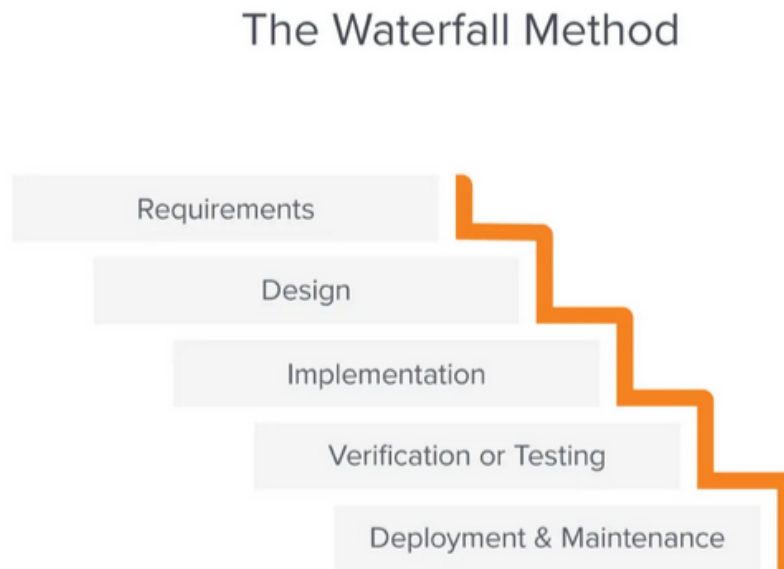 The Waterfall Method
Requirements
Design
Implementation
Verification or Testing
Deployment & Maintenance